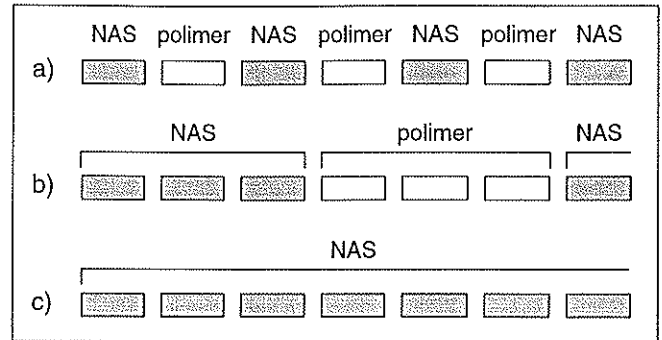 NAS polimer NAS polimer NAS polimer NAS
a)
NAS polimer NAS
b)
NAS
c)